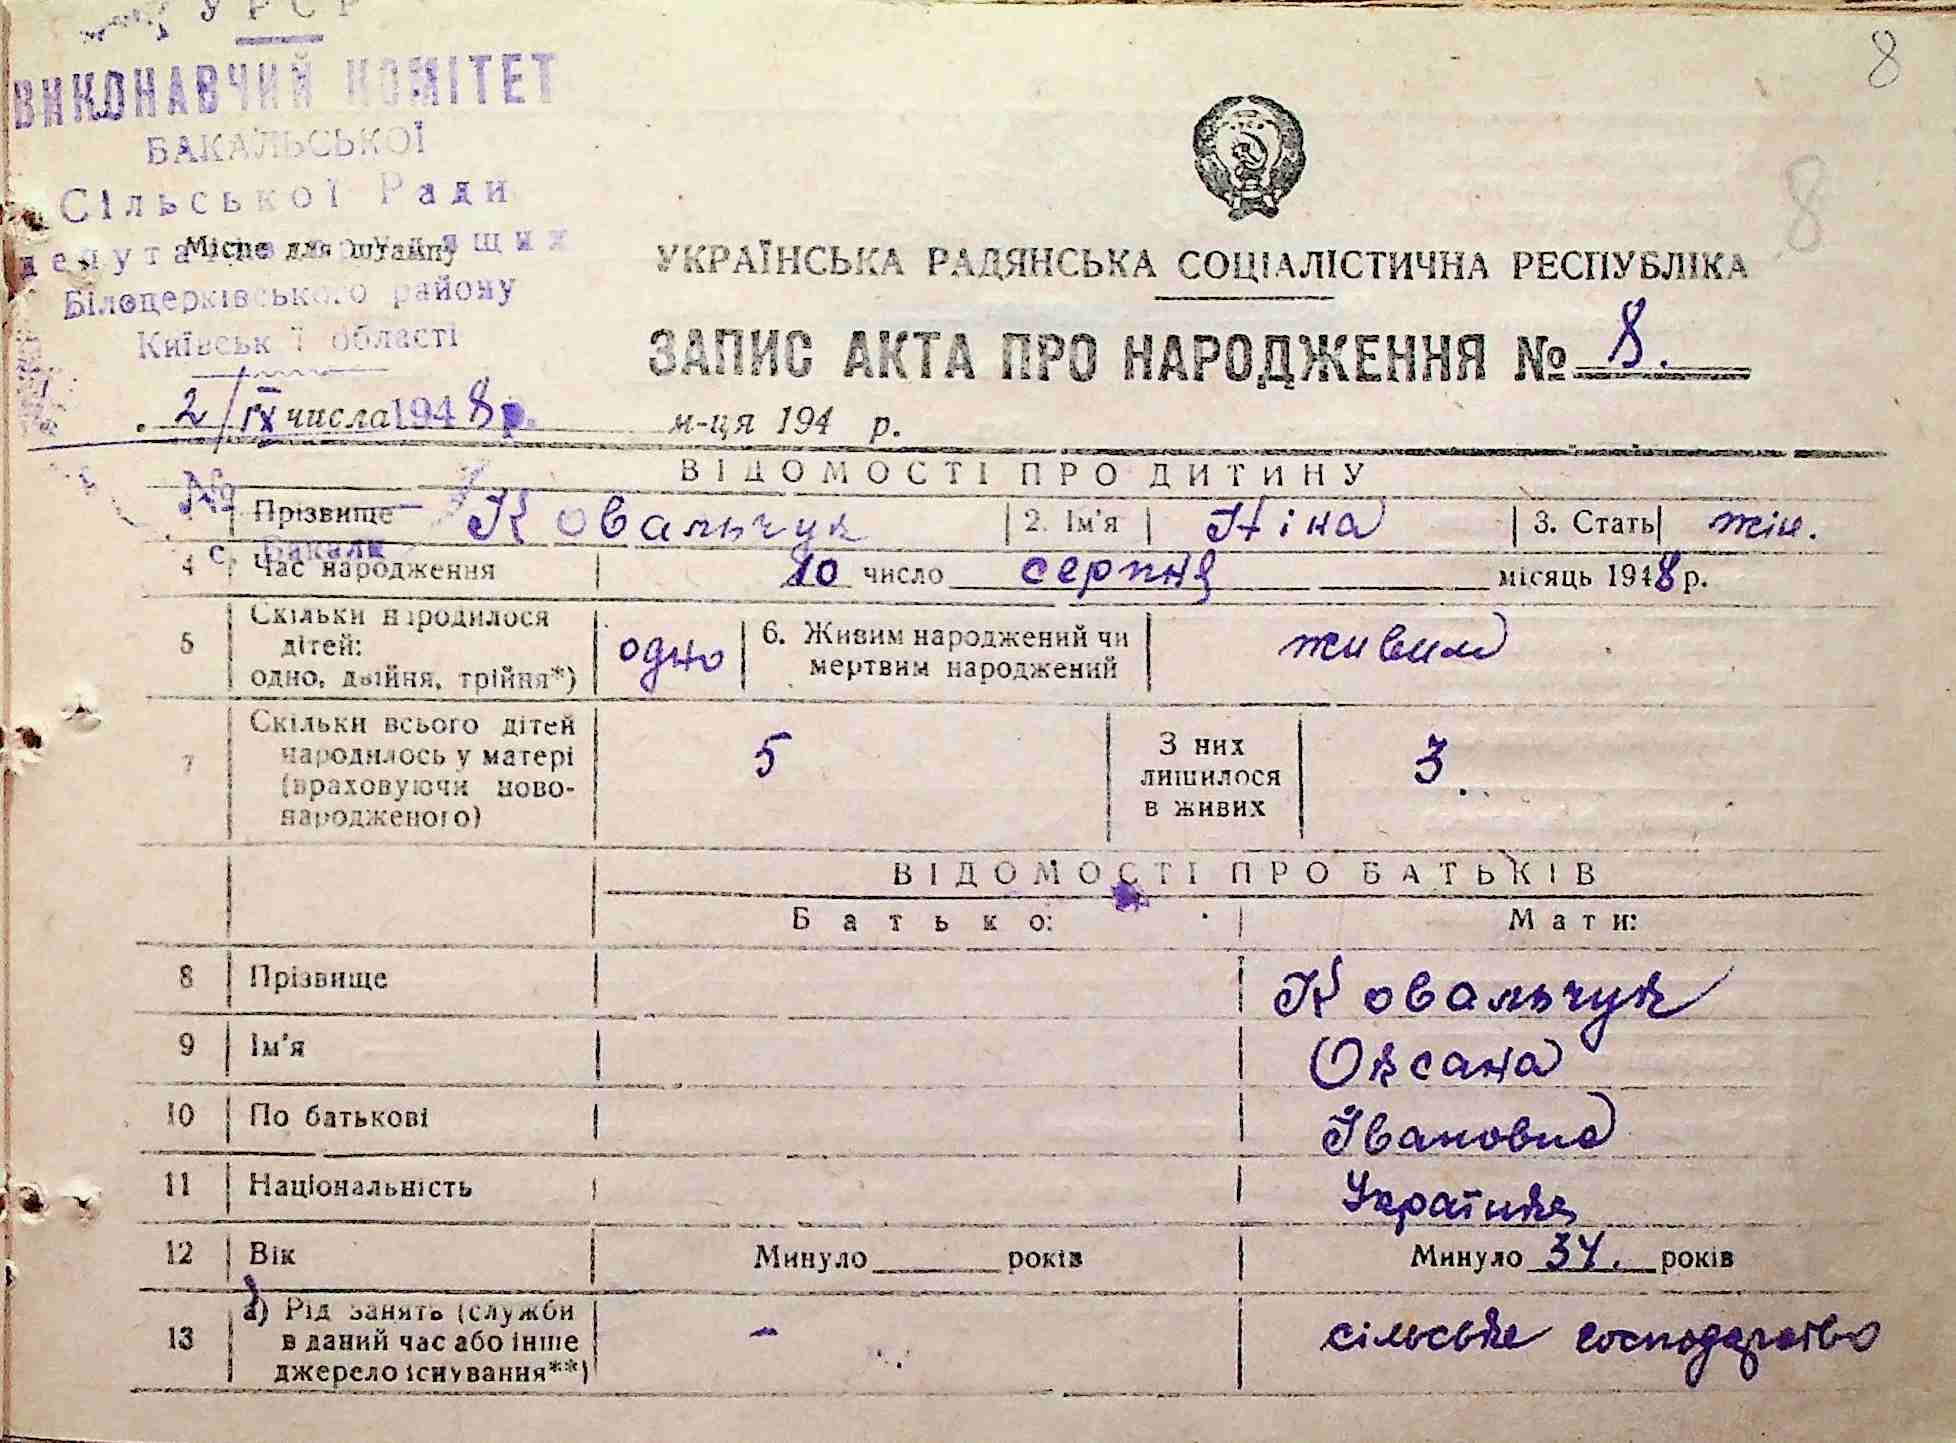 УРСР
8
ВИКОНАВЧИЙ КОМІТЕТ
БАКАЛЬСЬКОЇ
Сільської Ради
8
Місце для штампу
Білоцерківського району
Київськ ї області
УКРАЇНСЬКА РАДЯНСЬКА СОЦІАЛІСТИЧНА РЕСПУБЛІКА
ЗАПИС АКТА ПРО НАРОДЖЕННЯ № 8.
2/IX числа 1948 р. м-ця 194 р.
ВІДОМОСТІ ПРО ДИТИНУ
№
Прізвище Ковальчук 2. Ім'я Ніна 3. Стать жін.
с. Бакали
4 Час народження 10 число серпня місяць 1948 р.
5 Скільки народилося дітей: одно, двійня, трійня*) одно 6. Живим народжений чи мертвим народжений живим
7 Скільки всього дітей народилось у матері (враховуючи новонародженого) 5 З них лишилося в живих 3
ВІДОМОСТІ ПРО БАТЬКІВ
Батько: Мати:
8 Прізвище Ковальчук
9 Ім'я Оксана
10 По батькові Івановна
11 Національність Українка
12 Вік Минуло року років Минуло 34. років
13 а) Рід занять (служби в даний час або інше джерело існування**) - сільське господарство